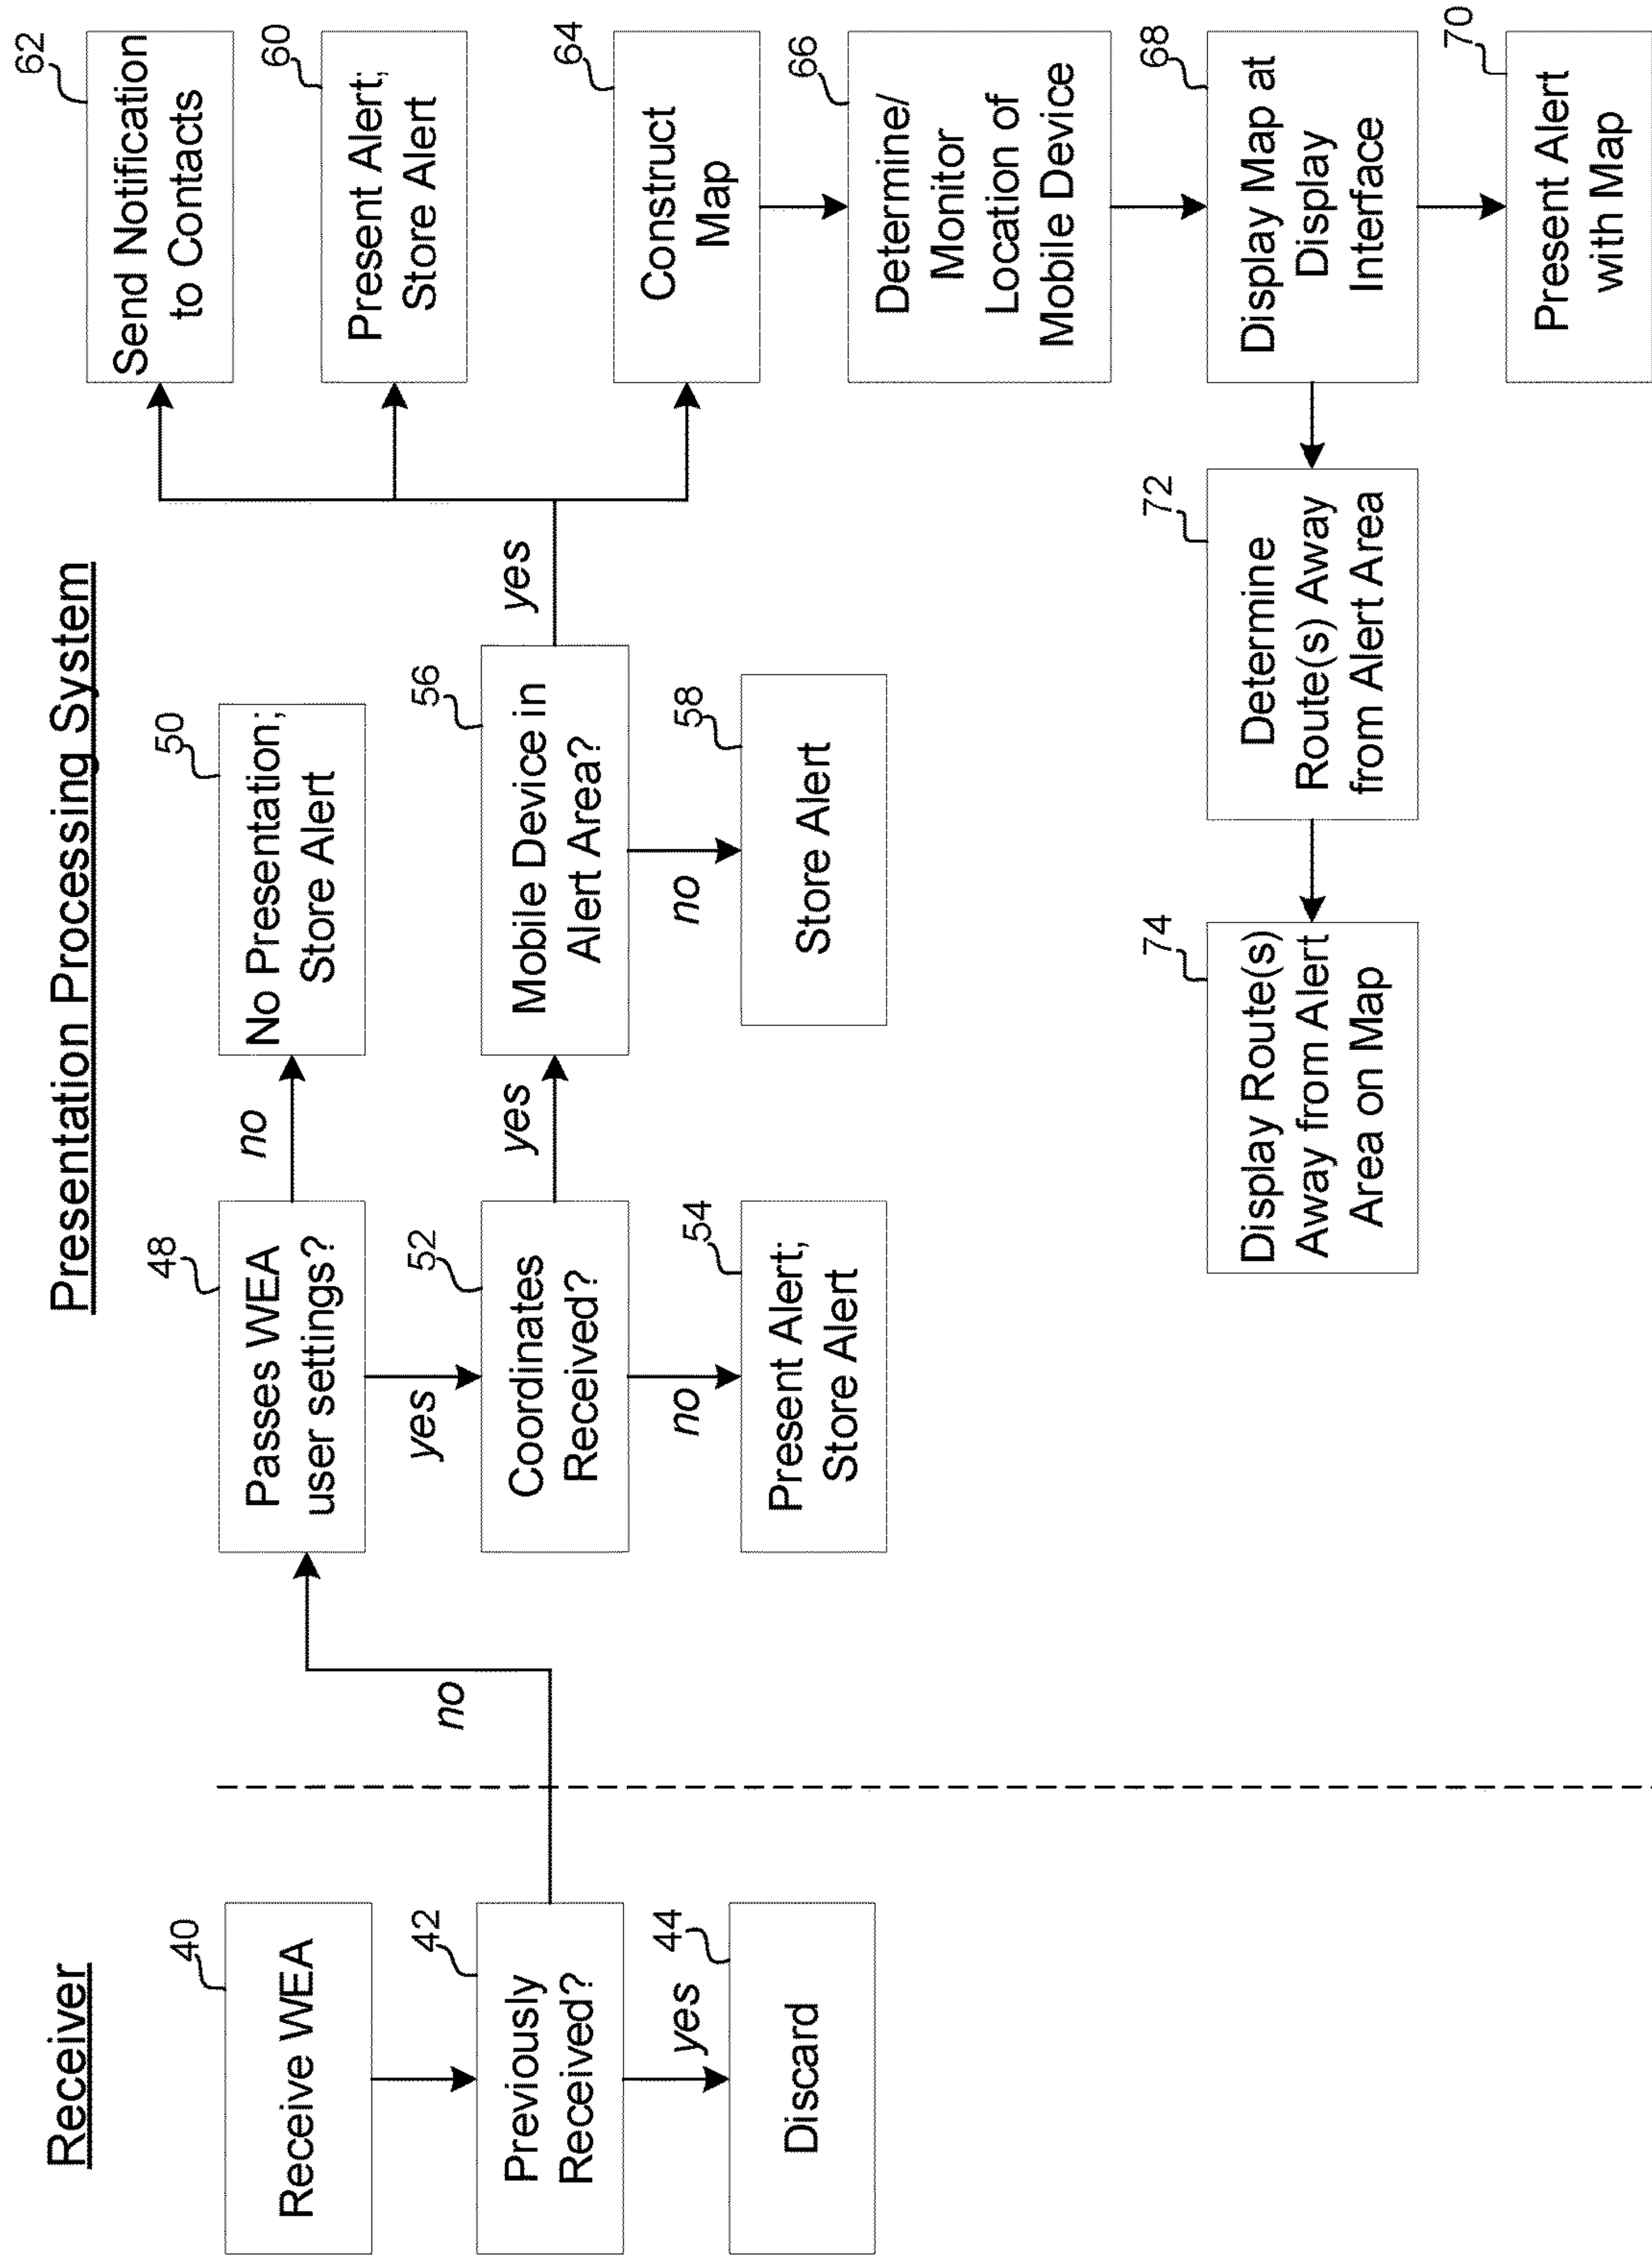 Receiver
40
Receive WEA
42
Previously
Received?
yes
44
Discard
no
Presentation Processing System
48
Passes WEA
user settings?
no
50
No Presentation;
Store Alert
yes
52
Coordinates
Received?
no
54
Present Alert;
Store Alert
yes
56
Mobile Device in
Alert Area?
no
58
Store Alert
yes
62
Send Notification
to Contacts
60
Present Alert;
Store Alert
64
Construct
Map
66
Determine/
Monitor
Location of
Mobile Device
68
Display Map at
Display
Interface
70
Present Alert
with Map
72
Determine
Route(s) Away
from Alert Area
74
Display Route(s)
Away from Alert
Area on Map